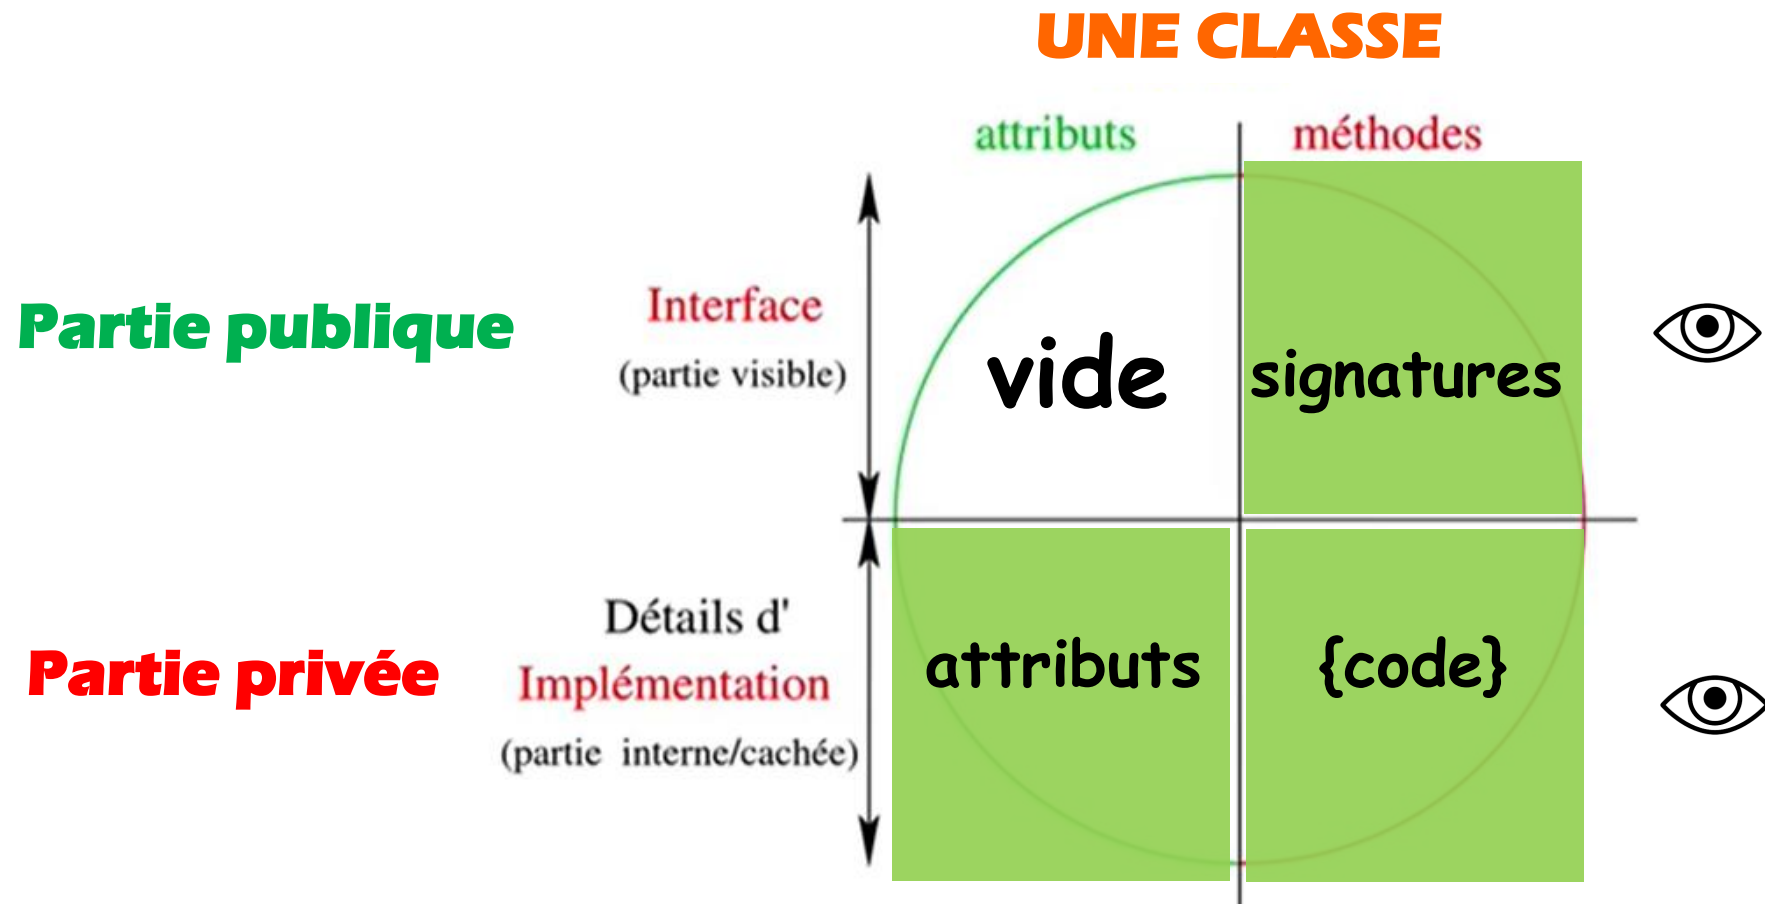 UNE CLASSE
attributs
méthodes
Partie publique
Interface
(partie visible)
vide
signatures
Partie privée
Détails d'
Implémentation
(partie interne/cachée)
attributs
{code}